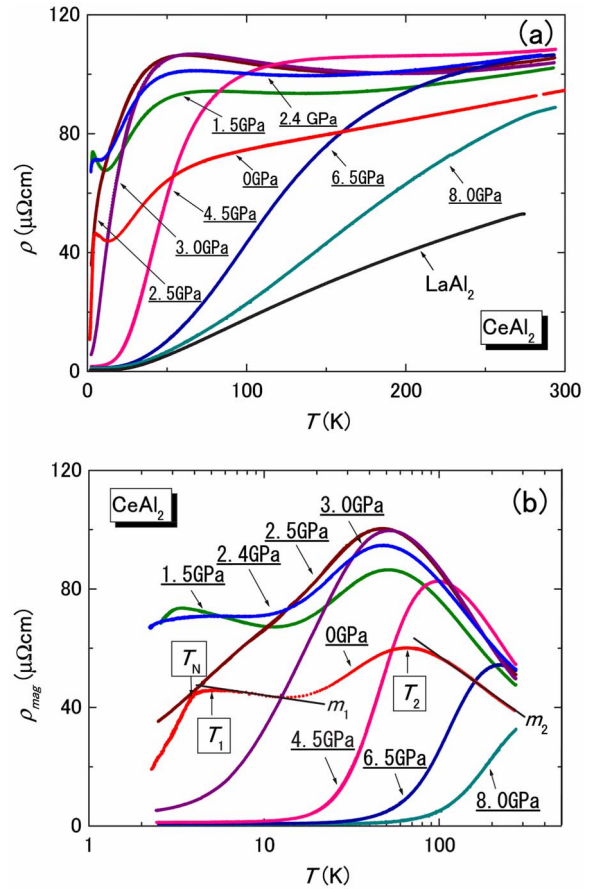 120
(a)
80
1.5GPa
2.4 GPa
0GPa
6.5GPa
8.0GPa
4.5GPa
3.0GPa
2.5GPa
40
LaAl₂
CeAl₂
0
0 100 200 300
ρ (μΩcm)
T (K)
120
CeAl₂
(b)
3.0GPa
2.5GPa
2.4GPa
1.5GPa
80
0GPa
T_N
T₁
T₂
m₁
m₂
40
4.5GPa
6.5GPa
8.0GPa
0
1 10 100
ρ_mag (μΩcm)
T (K)